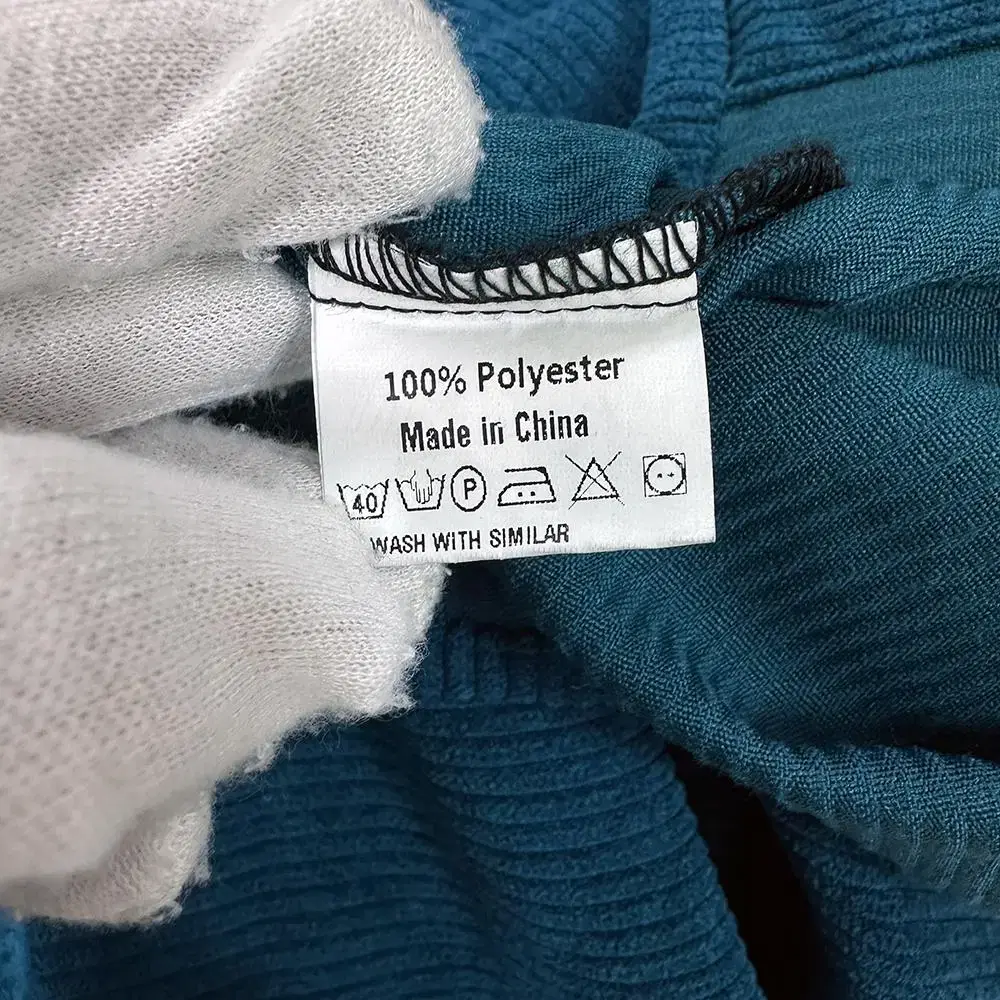 100% Polyester
Made in China
40 P
WASH WITH SIMILAR